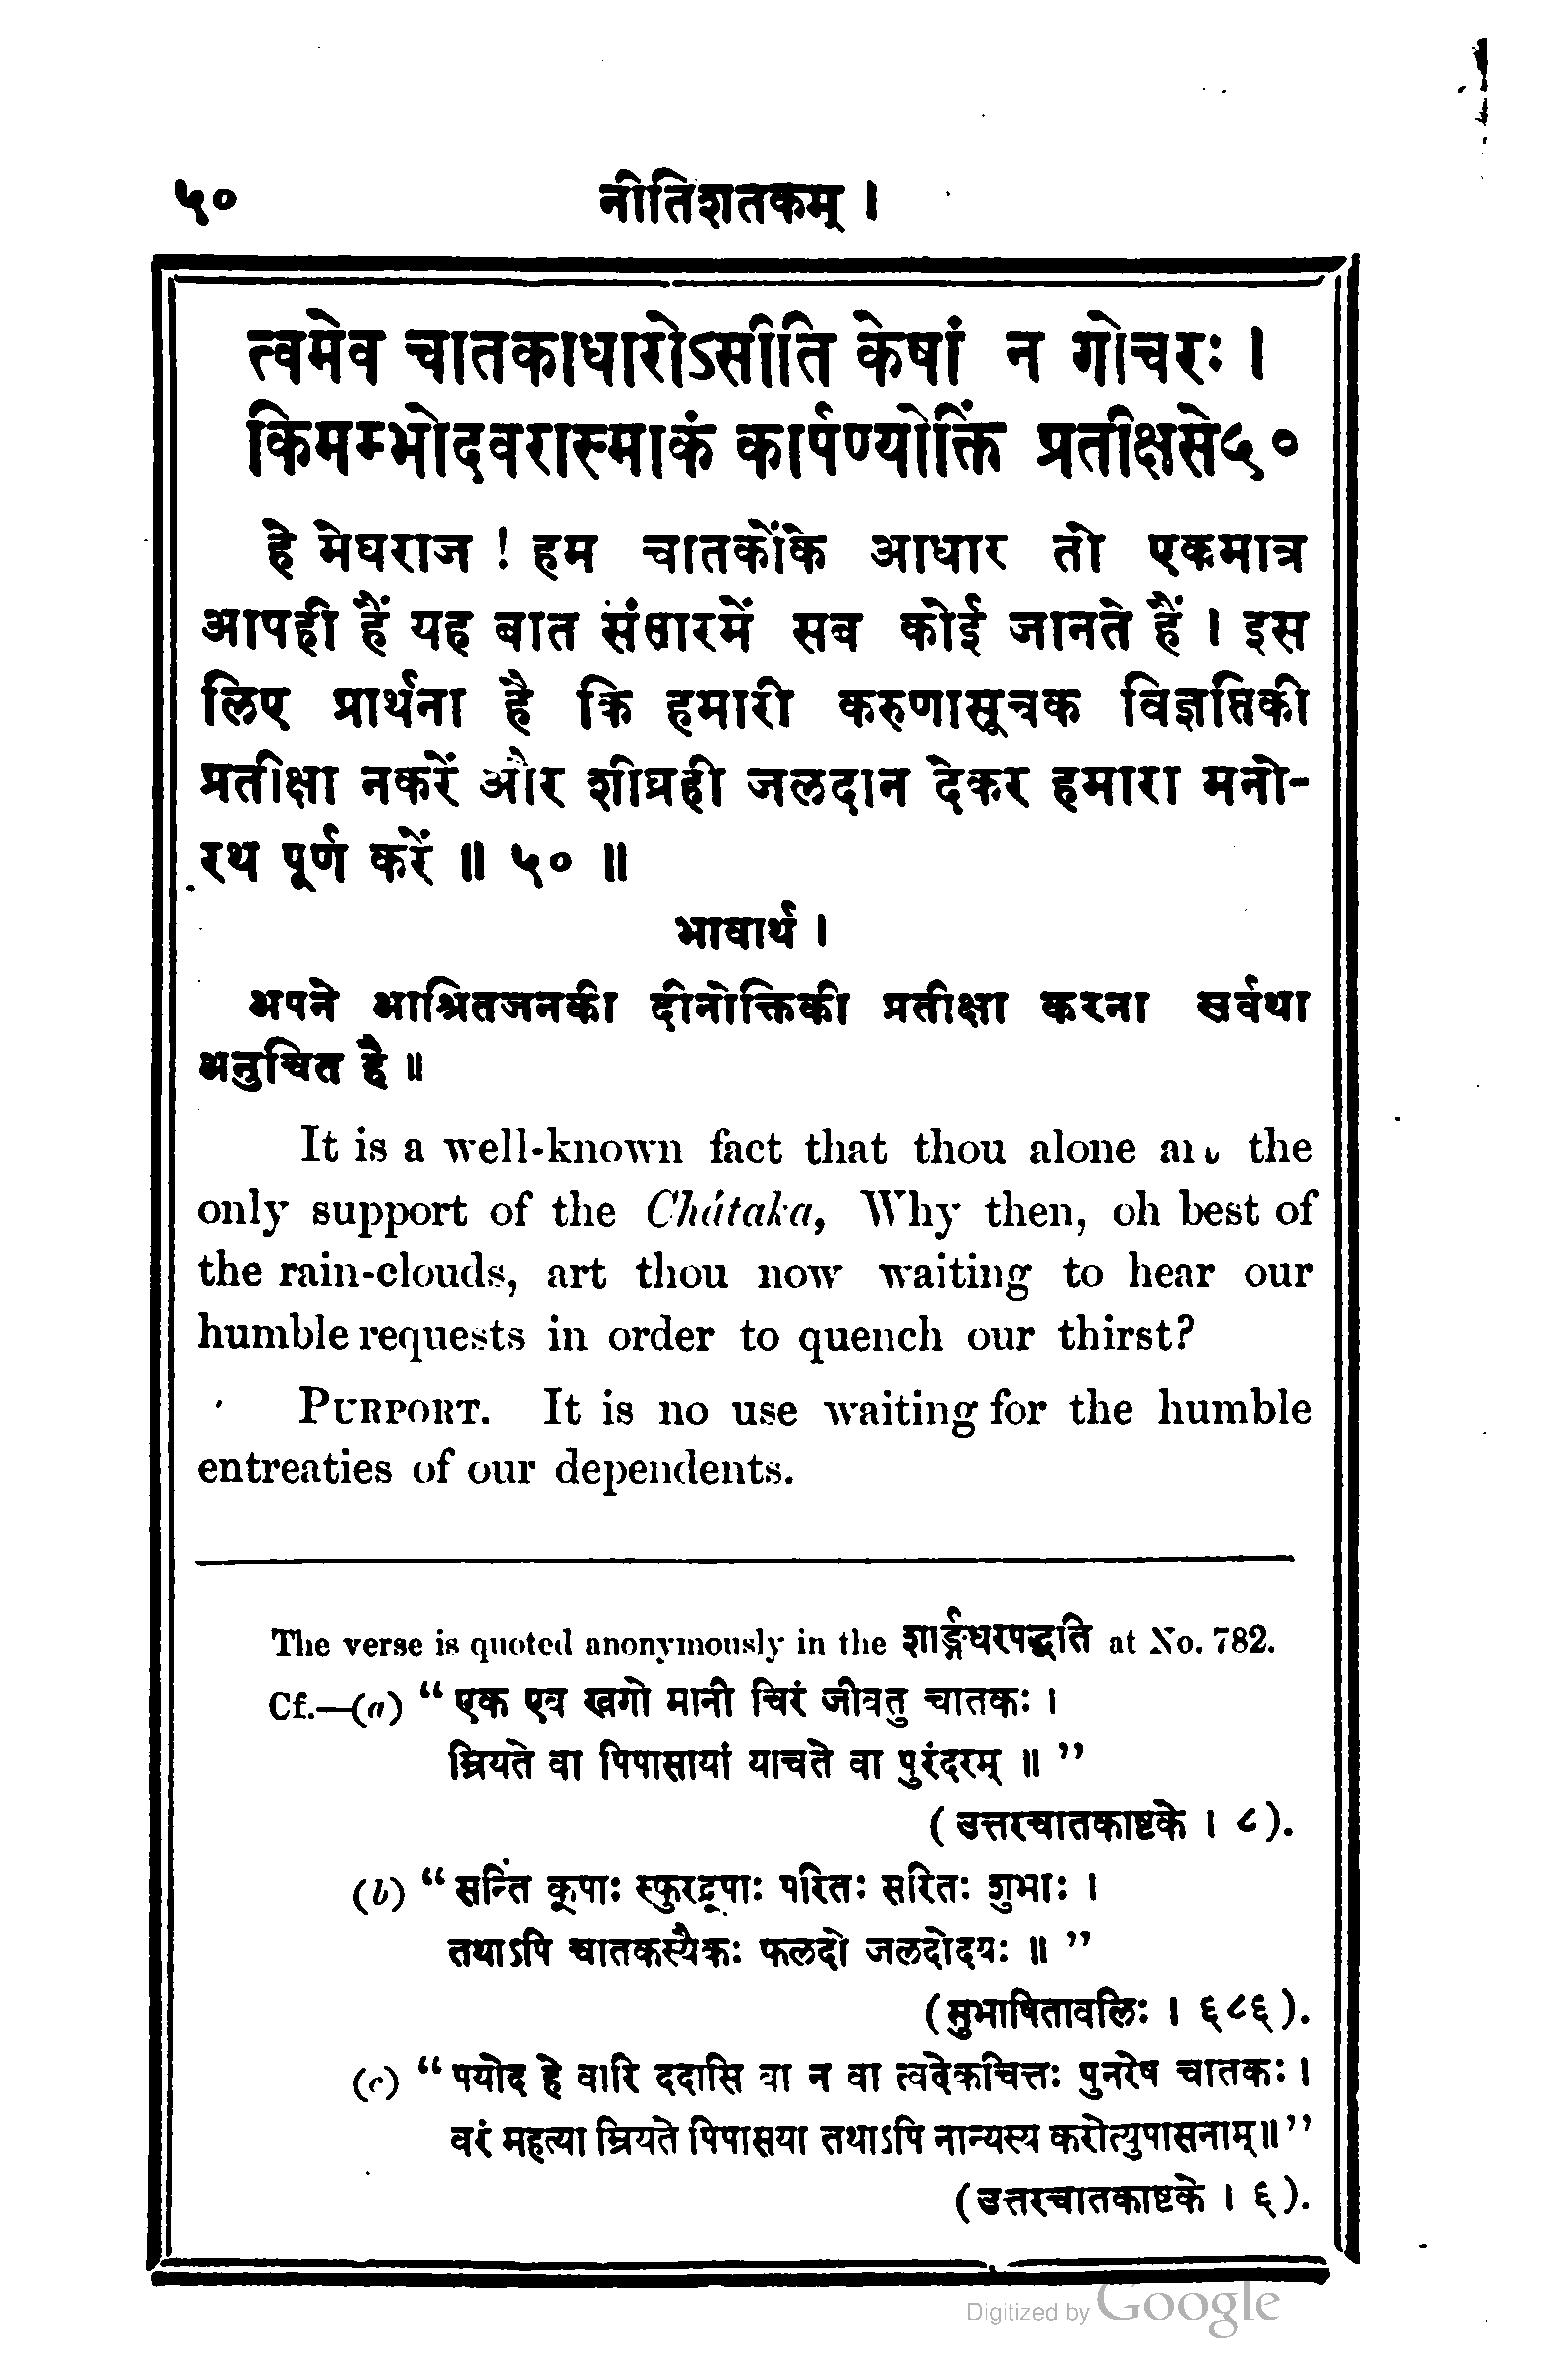 ५०
नीतिशतकम् ।
त्वमेव चातकाधारोऽसीति केषां न गोचरः ।
किमम्भोदवरास्माकं कार्पण्योक्तिं प्रतीक्षसे५०
हे मेघराज ! हम चातकोंके आधार तो एकमात्र
आपही हैं यह बात संसारमें सब कोई जानते हैं । इस
लिए प्रार्थना है कि हमारी करुणासूचक विज्ञप्तिकी
प्रतीक्षा नकरें और शीघ्रही जलदान देकर हमारा मनो-
रथ पूर्ण करें ॥ ५० ॥
भावार्थ ।
अपने आश्रितजनकी दीनोक्तिकी प्रतीक्षा करना सर्वथा
अनुचित है ॥
It is a well-known fact that thou alone the
only support of the Chátaka, Why then, oh best of
the rain-clouds, art thou now waiting to hear our
humble requests in order to quench our thirst?
PURPORT. It is no use waiting for the humble
entreaties of our dependents.
The verse is quoted anonymously in the शार्ङ्गधरपद्धति at No. 782.
Cf.—(a) “ एक एव खगो मानी चिरं जीवतु चातकः ।
म्रियते वा पिपासायां याचते वा पुरंदरम् ॥ ”
( उत्तरचातकाष्टके । ८ ).
(b) “ सन्ति कूपाः स्फुरद्रूपाः परितः सरितः शुभाः ।
तथाऽपि चातकस्यैकः फलदो जलदोदयः ॥ ”
(सुभाषितावलिः । ६८६ ).
(c) “ पयोद हे वारि ददासि वा न वा त्वदेकचित्तः पुनरेष चातकः ।
वरं महत्या म्रियते पिपासया तथाऽपि नान्यस्य करोत्युपासनाम्॥ ”
(उत्तरचातकाष्टके । ६ ).
Digitized by Google